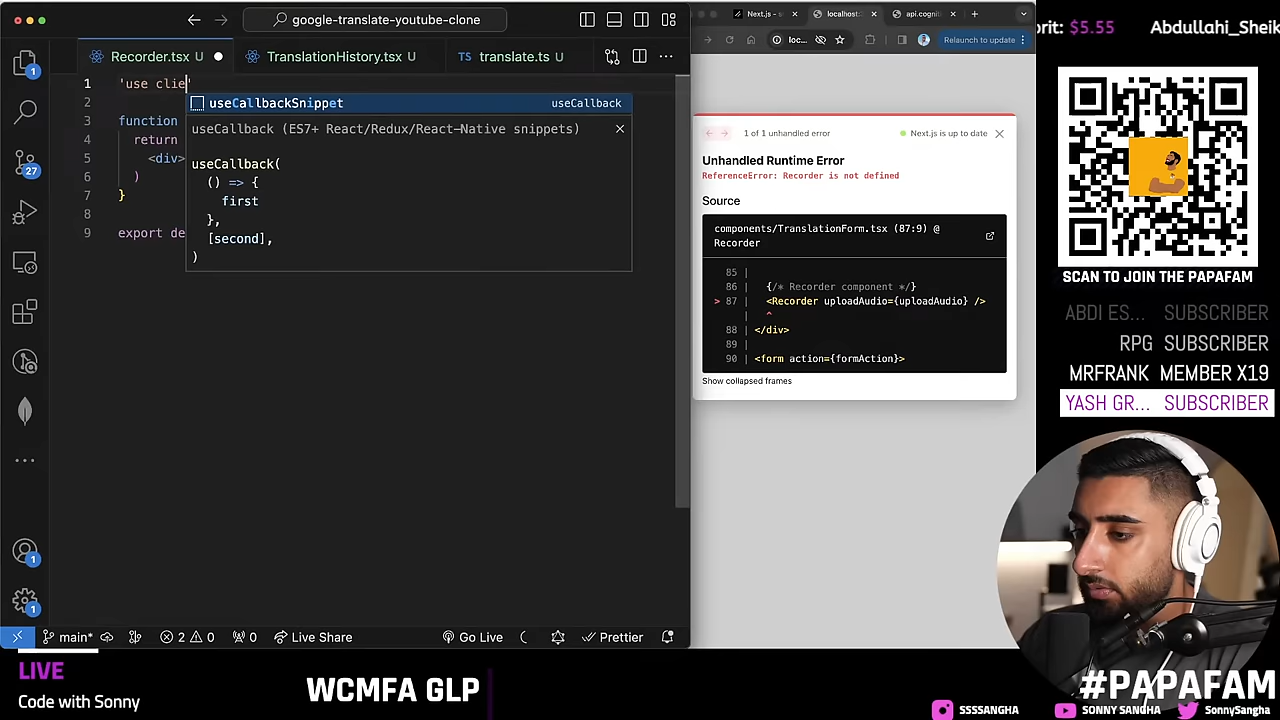 google-translate-youtube-clone
Recorder.tsx U
TranslationHistory.tsx U
TS translate.ts U
1 'use clie'
2
3 function
4 return
5 <div>
6 )
7 }
8
9 export de
useCallbackSnippet useCallback
useCallback (ES7+ React/Redux/React-Native snippets)
useCallback(
() => {
first
},
[second],
)
1
27
1
1
main*
2 0
0
Live Share
Go Live
Prettier
Next.js - 
localhost:
api.cogni
loc...
Relaunch to update
1 of 1 unhandled error
Next.js is up to date
Unhandled Runtime Error
ReferenceError: Recorder is not defined
Source
components/TranslationForm.tsx (87:9) @
Recorder
85 |
86 | {/* Recorder component */}
> 87 | <Recorder uploadAudio={uploadAudio} />
| ^
88 | </div>
89 |
90 | <form action={formAction}>
Show collapsed frames
$5.55
Abdullahi_Sheik
SCAN TO JOIN THE PAPAFAM
ABDI ES... SUBSCRIBER
RPG SUBSCRIBER
MRFRANK MEMBER X19
YASH GR... SUBSCRIBER
LIVE
Code with Sonny
WCMFA GLP
#PAPAFAM
SSSSANGHA
SONNY SANGHA
SonnySangha